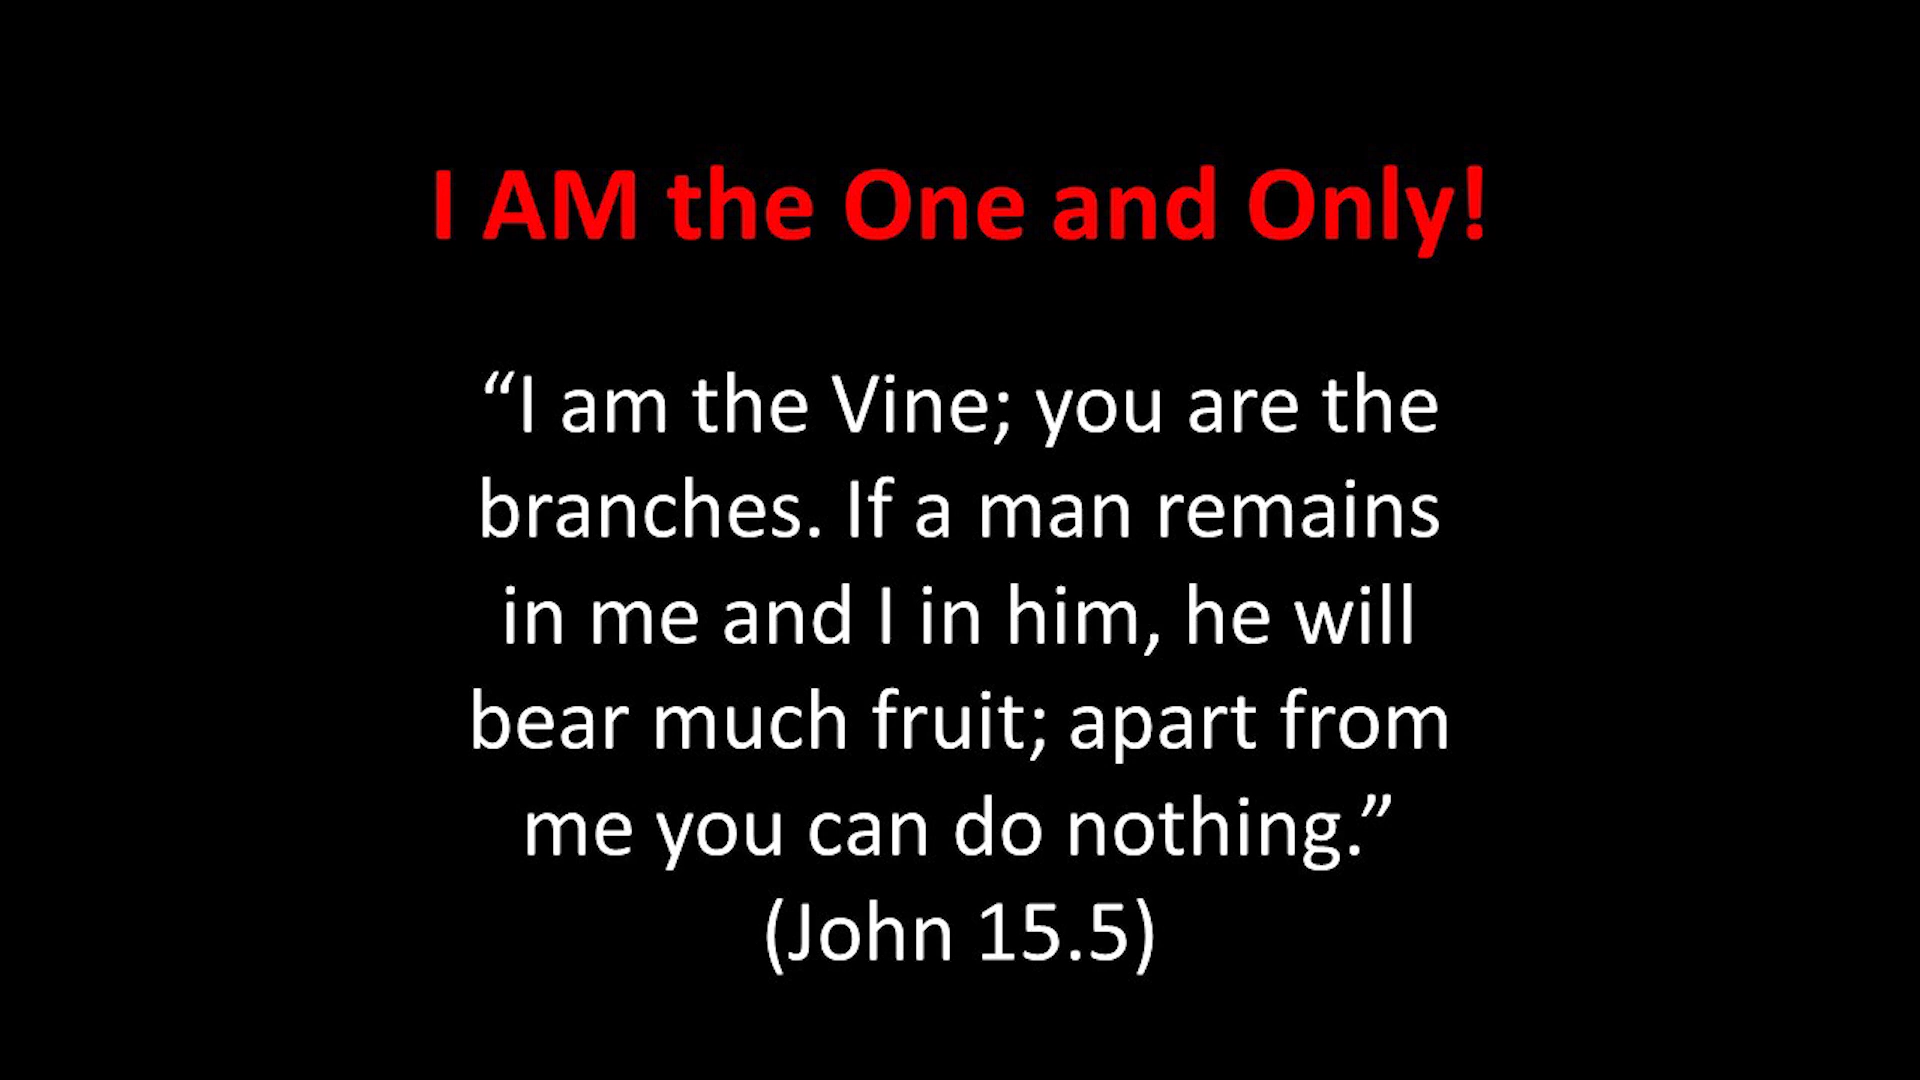 I AM the One and Only!
“I am the Vine; you are the
branches. If a man remains
in me and I in him, he will
bear much fruit; apart from
me you can do nothing.”
(John 15.5)